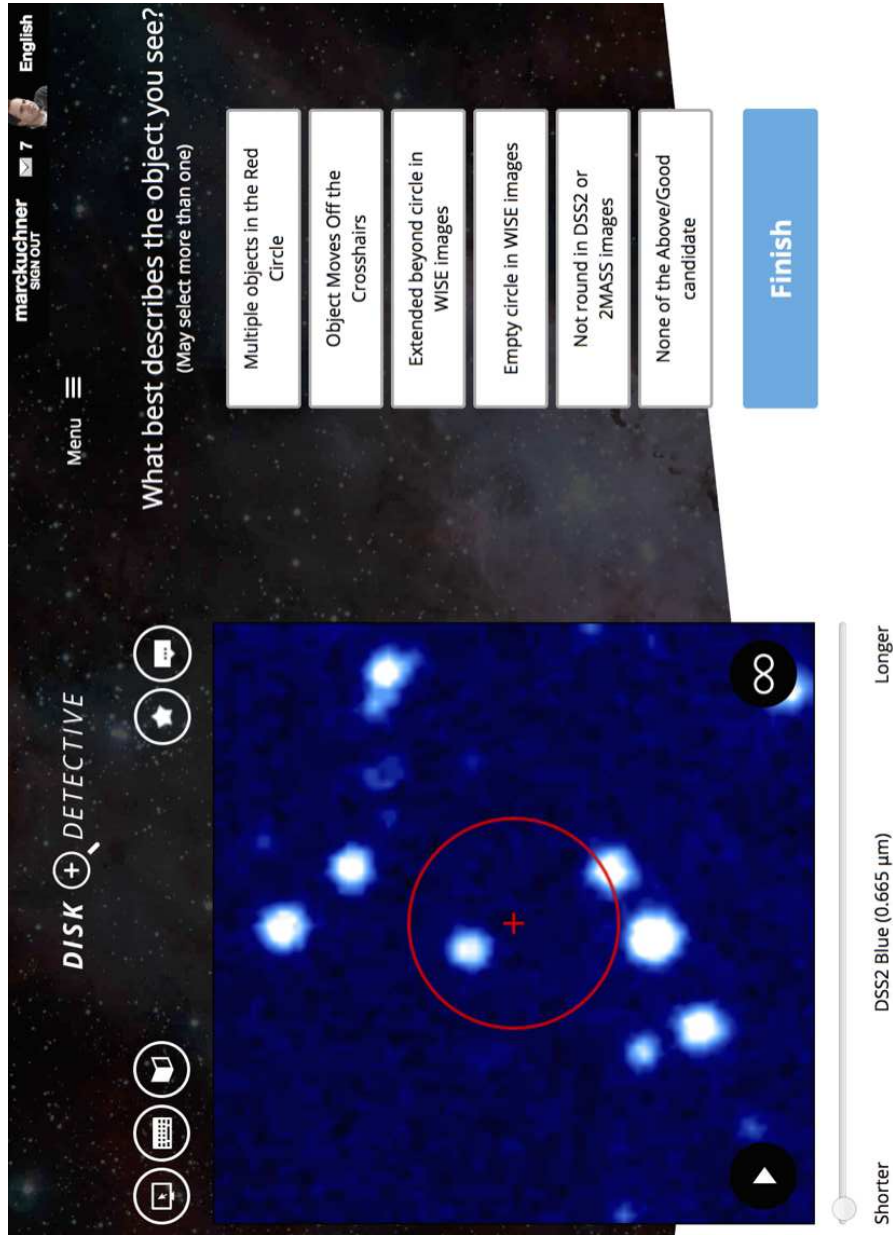 DISK DETECTIVE
Menu
marckuchner
SIGN OUT
7
English
What best describes the object you see?
(May select more than one)
Multiple objects in the Red
Circle
Object Moves Off the
Crosshairs
Extended beyond circle in
WISE images
Empty circle in WISE images
Not round in DSS2 or
2MASS images
None of the Above/Good
candidate
Finish
Shorter
DSS2 Blue (0.665 μm)
Longer